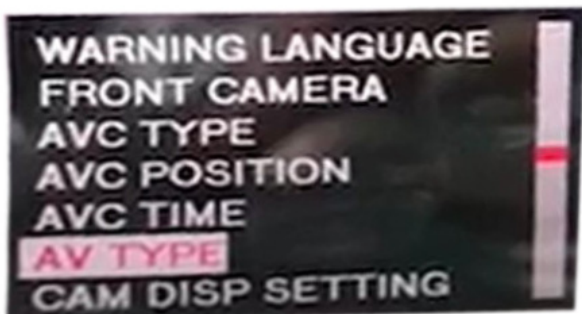 WARNING LANGUAGE
FRONT CAMERA
AVC TYPE
AVC POSITION
AVC TIME
AV TYPE
CAM DISP SETTING